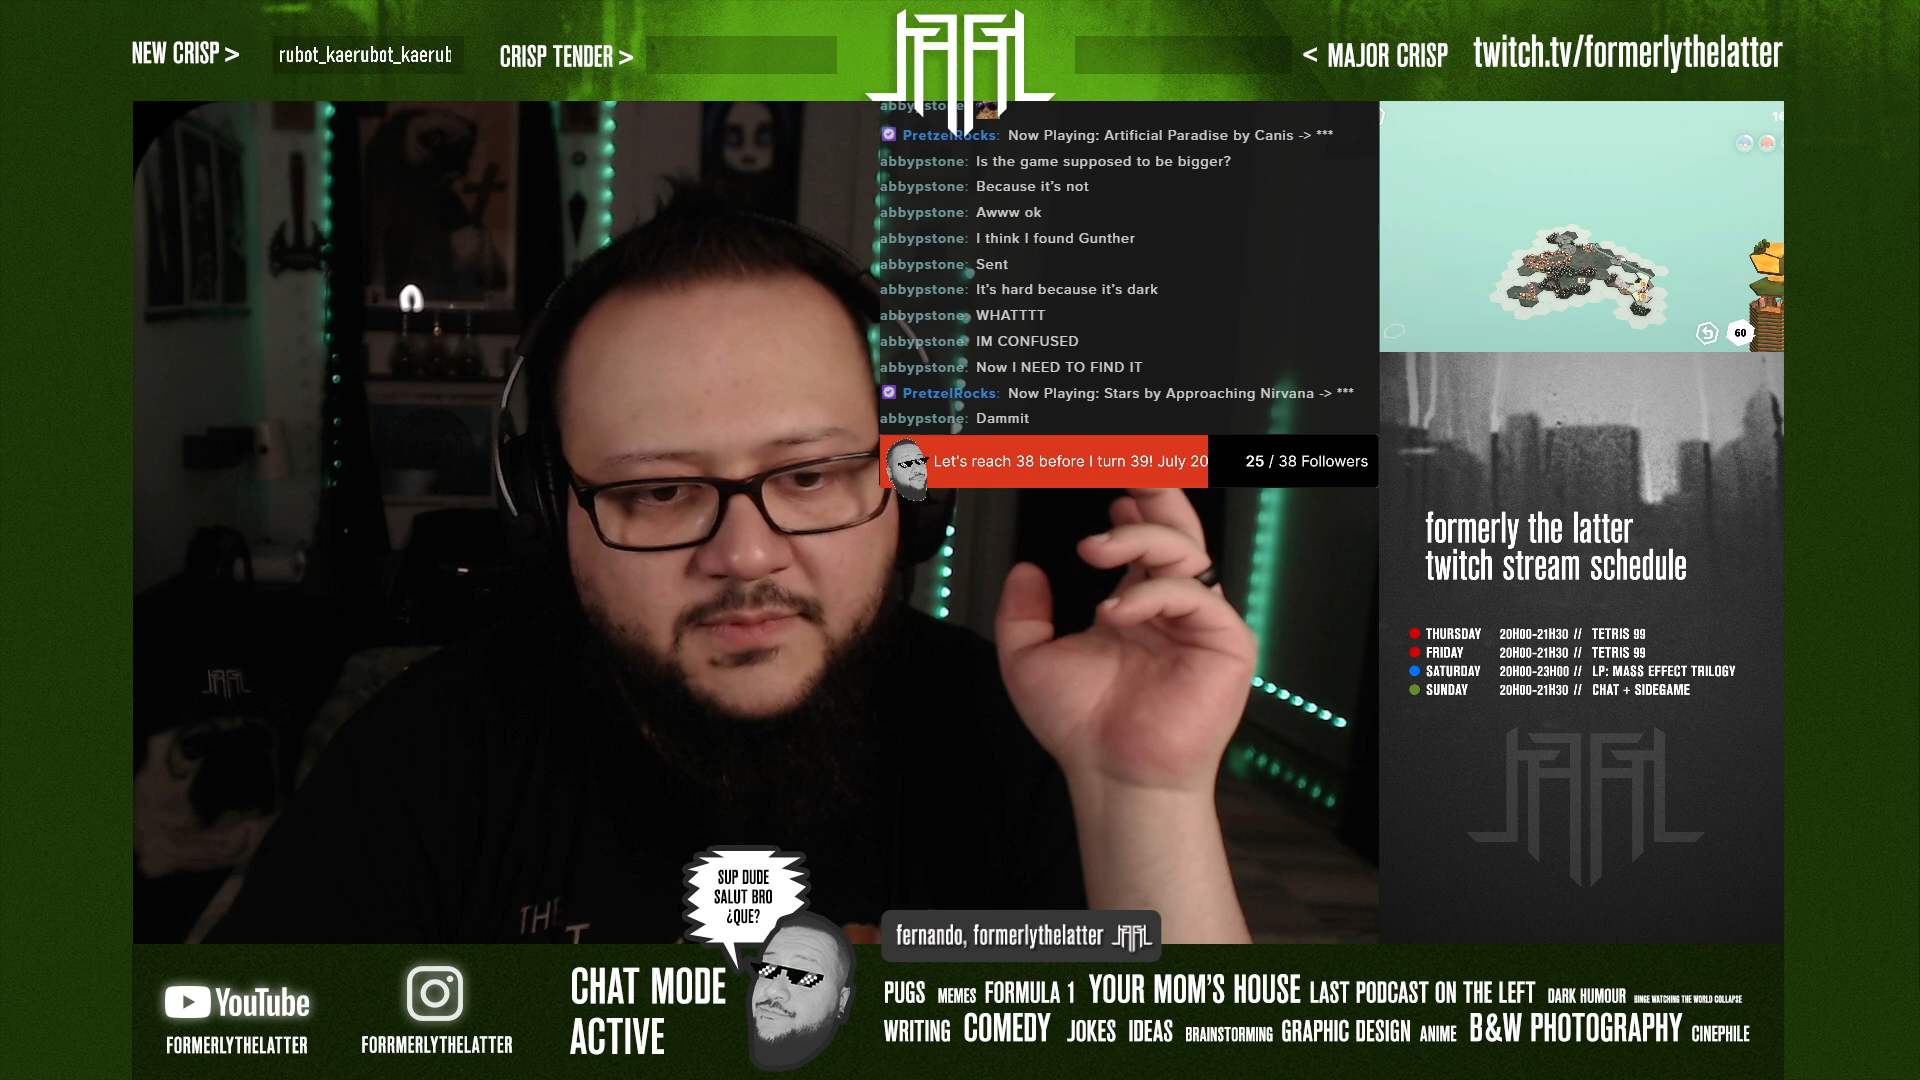 NEW CRISP >
rubot_kaerubot_kaerub
CRISP TENDER >
< MAJOR CRISP
twitch.tv/formerlythelatter
PretzelRocks: Now Playing: Artificial Paradise by Canis -> ***
abbypstone: Is the game supposed to be bigger?
abbypstone: Because it's not
abbypstone: Awww ok
abbypstone: I think I found Gunther
abbypstone: Sent
abbypstone: It's hard because it's dark
abbypstone: WHATTTT
abbypstone: IM CONFUSED
abbypstone: Now I NEED TO FIND IT
PretzelRocks: Now Playing: Stars by Approaching Nirvana -> ***
abbypstone: Dammit
Let's reach 38 before I turn 39! July 20
25 / 38 Followers
60
formerly the latter
twitch stream schedule
THURSDAY 20H00-21H30 // TETRIS 99
FRIDAY 20H00-21H30 // TETRIS 99
SATURDAY 20H00-23H00 // LP: MASS EFFECT TRILOGY
SUNDAY 20H00-21H30 // CHAT + SIDEGAME
THE
SUP DUDE
SALUT BRO
¿QUE?
fernando, formerlythelatter
YouTube
FORMERLYTHELATTER
FORRMERLYTHELATTER
CHAT MODE
ACTIVE
PUGS MEMES FORMULA 1 YOUR MOM'S HOUSE LAST PODCAST ON THE LEFT DARK HUMOUR BINGE WATCHING THE WORLD COLLAPSE
WRITING COMEDY JOKES IDEAS BRAINSTORMING GRAPHIC DESIGN ANIME B&W PHOTOGRAPHY CINEPHILE